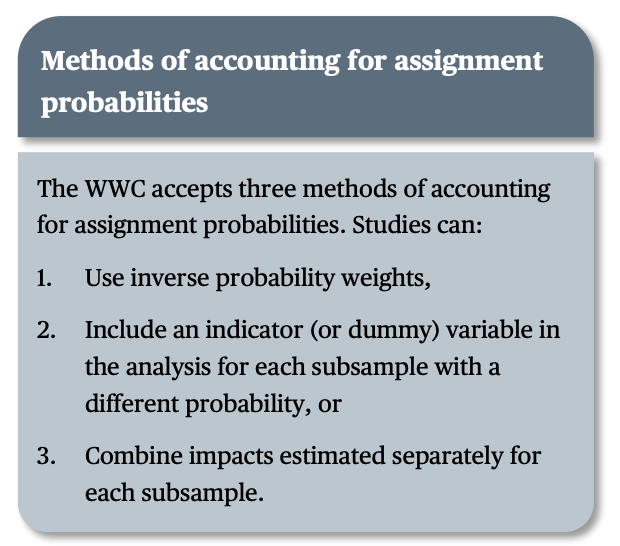 Methods of accounting for assignment
probabilities
The WWC accepts three methods of accounting
for assignment probabilities. Studies can:
1. Use inverse probability weights,
2. Include an indicator (or dummy) variable in
the analysis for each subsample with a
different probability, or
3. Combine impacts estimated separately for
each subsample.